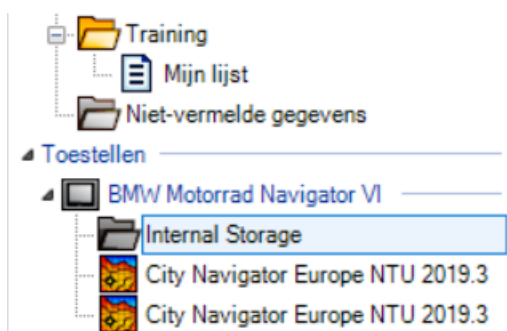 Training
Mijn lijst
Niet-vermelde gegevens
Toestellen
BMW Motorrad Navigator VI
Internal Storage
City Navigator Europe NTU 2019.3
City Navigator Europe NTU 2019.3